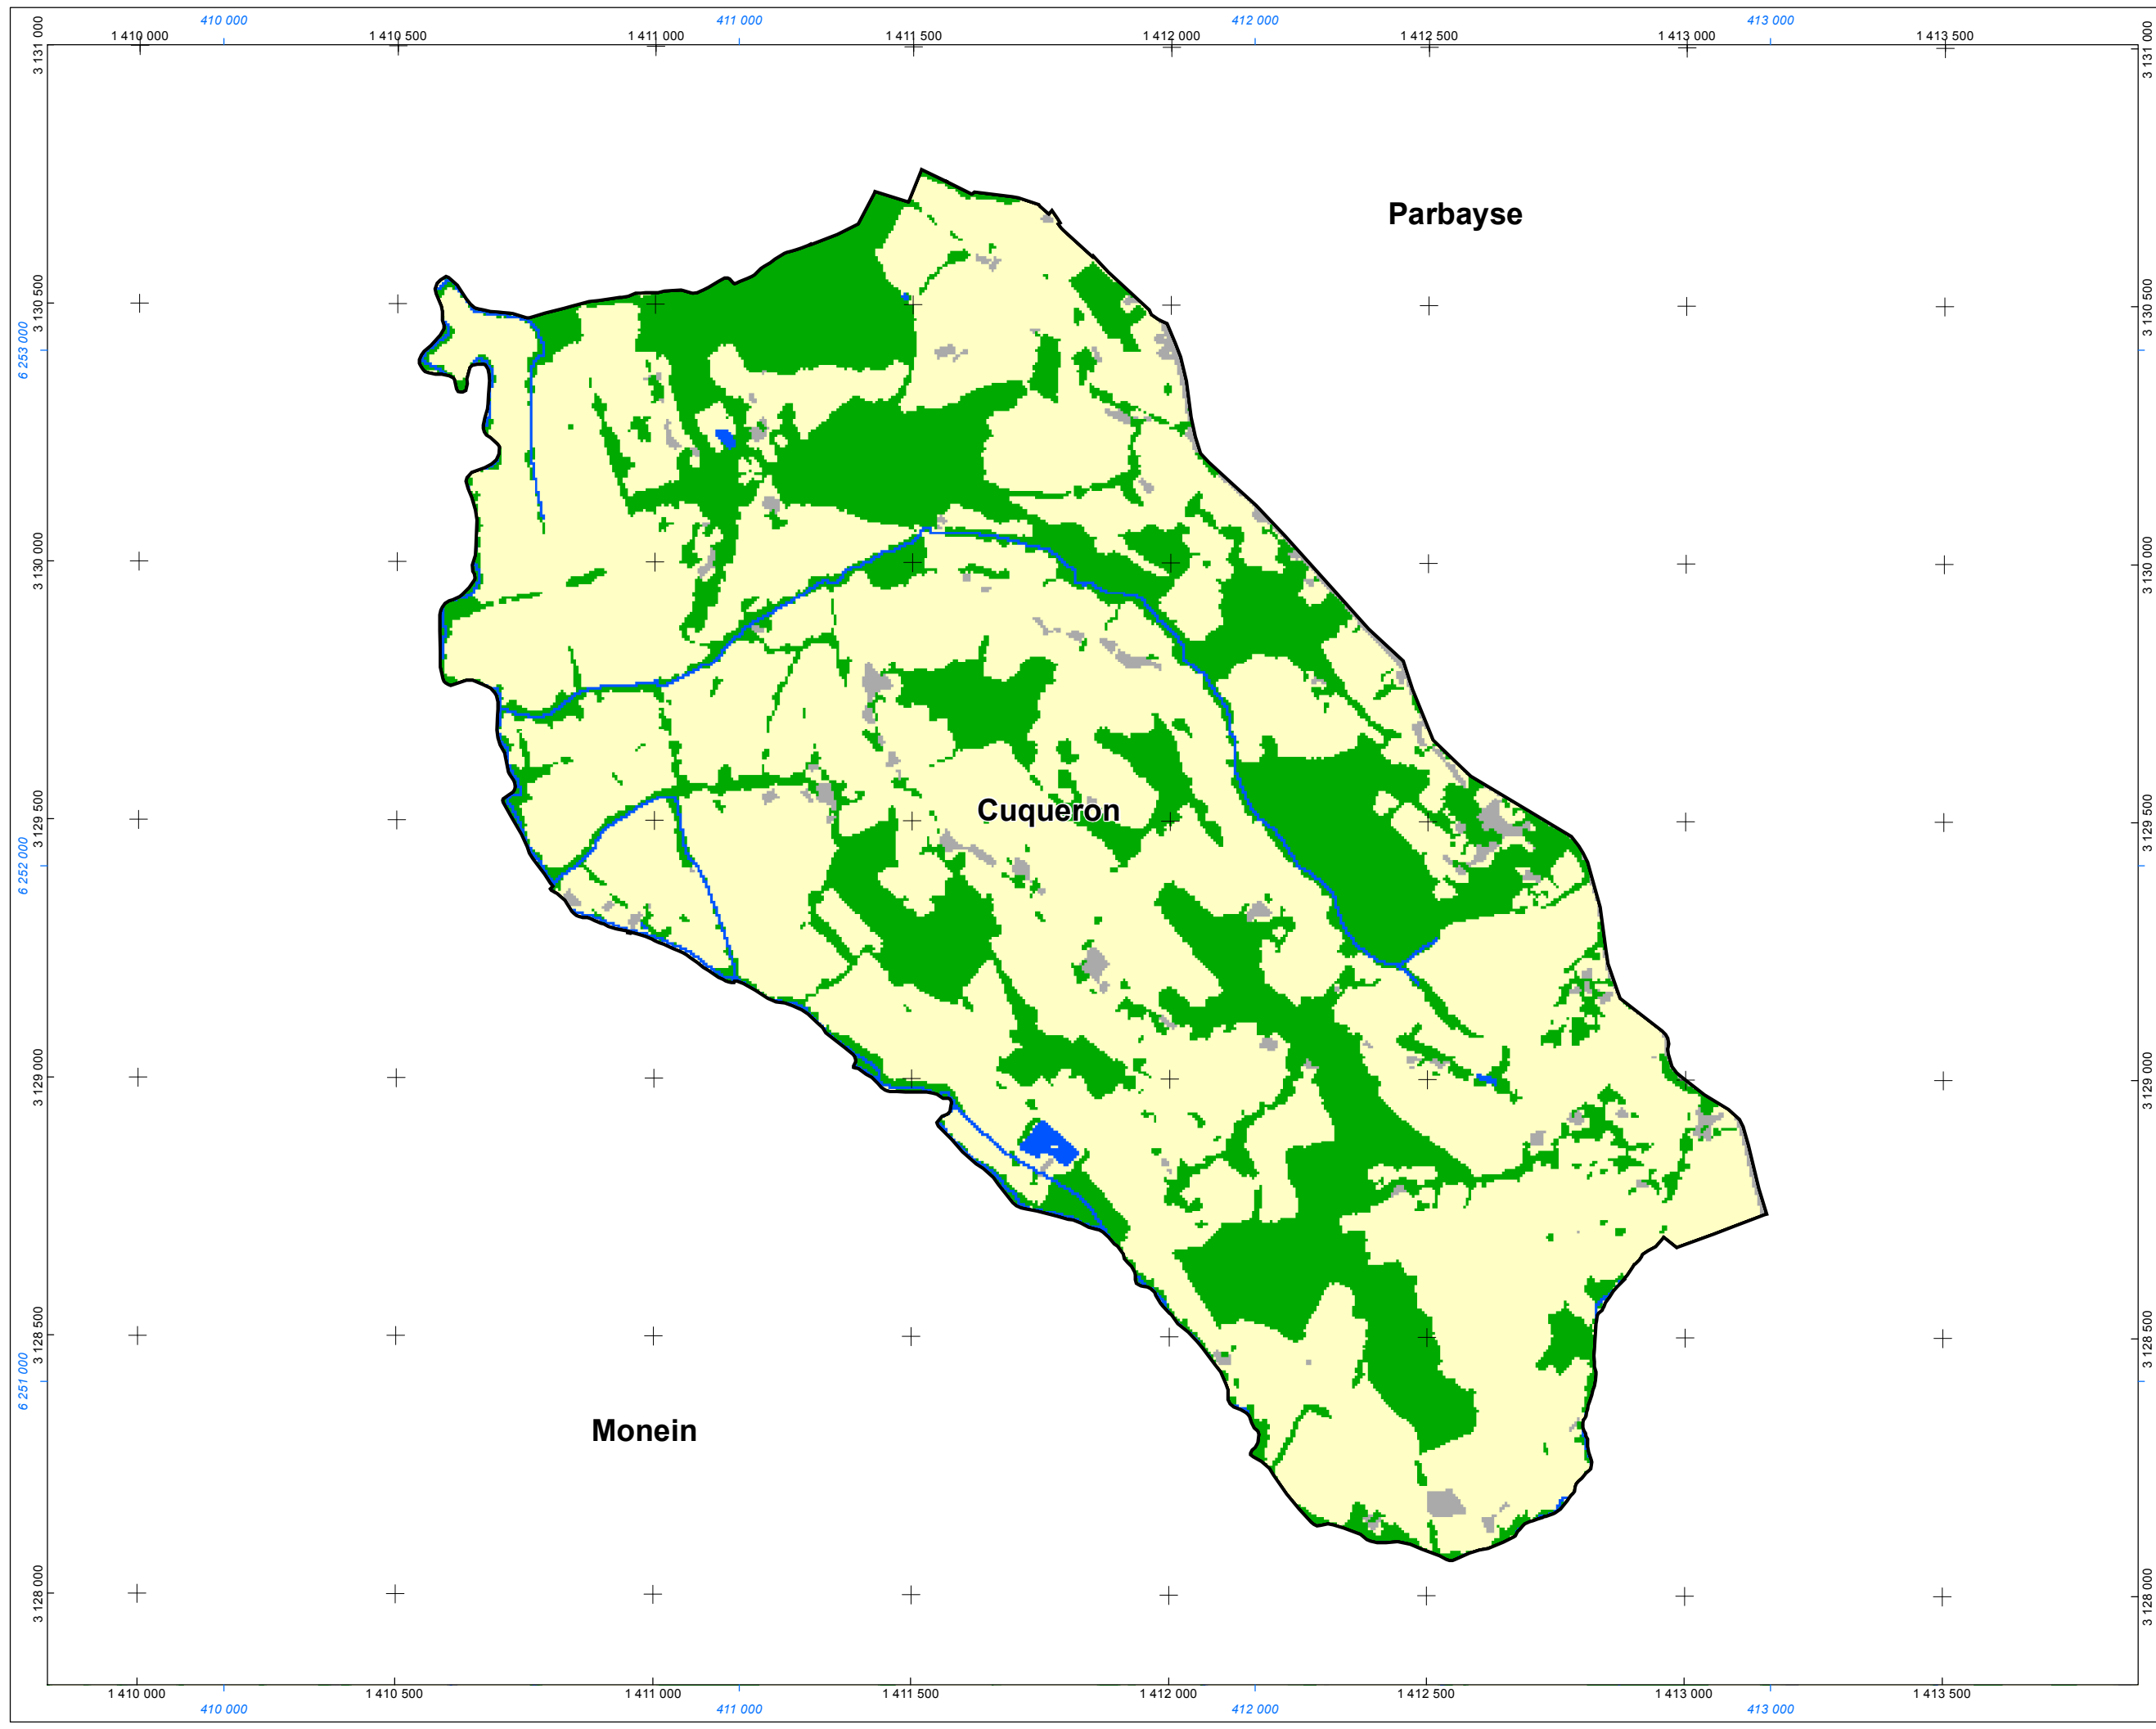 410 000 411 000 412 000 413 000
1 410 000 1 410 500 1 411 000 1 411 500 1 412 000 1 412 500 1 413 000 1 413 500
3 131 000 3 131 000
Parbayse
3 130 500 3 130 500
6 253 000
3 130 000 3 130 000
Cuqueron
3 129 500 3 129 500
6 252 000
3 129 000 3 129 000
3 128 500 3 128 500
6 251 000
Monein
3 128 000 3 128 000
1 410 000 1 410 500 1 411 000 1 411 500 1 412 000 1 412 500 1 413 000 1 413 500
410 000 411 000 412 000 413 000